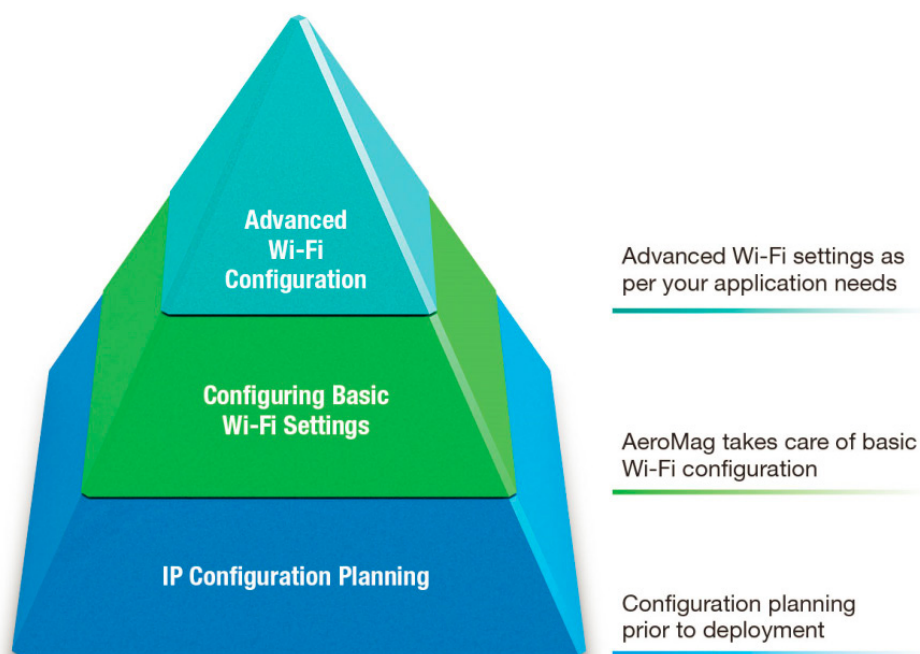 Advanced
Wi-Fi
Configuration
Advanced Wi-Fi settings as
per your application needs
Configuring Basic
Wi-Fi Settings
AeroMag takes care of basic
Wi-Fi configuration
IP Configuration Planning
Configuration planning
prior to deployment